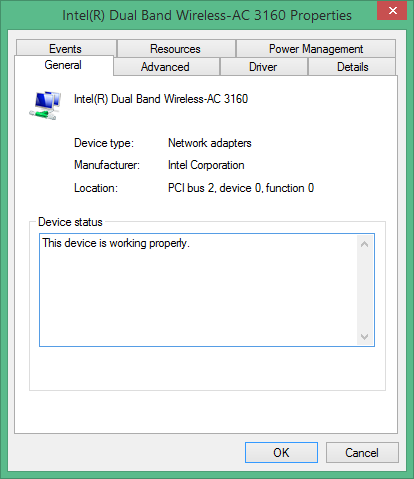 Intel(R) Dual Band Wireless-AC 3160 Properties
Events Resources Power Management
General Advanced Driver Details
Intel(R) Dual Band Wireless-AC 3160
Device type: Network adapters
Manufacturer: Intel Corporation
Location: PCI bus 2, device 0, function 0
Device status
This device is working properly.
OK Cancel